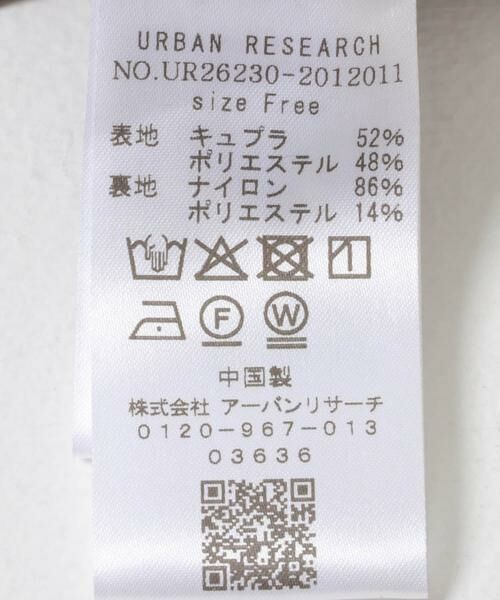 URBAN RESEARCH
NO.UR26230-2012011
size Free
表地 キュプラ 52%
ポリエステル 48%
裏地 ナイロン 86%
ポリエステル 14%
F W
中国製
株式会社 アーバンリサーチ
0120-967-013
03636